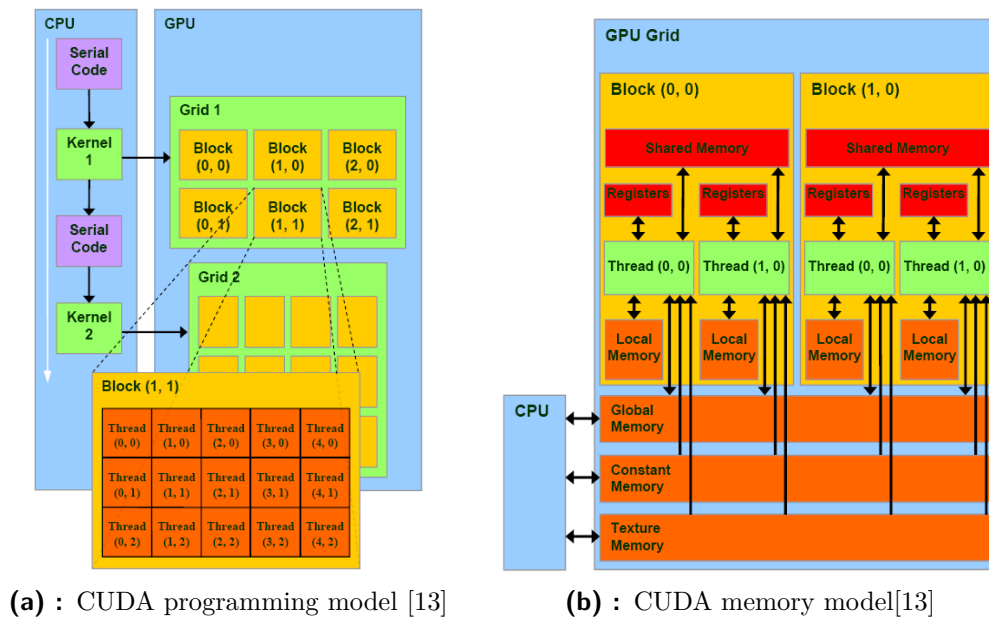 CPU
GPU
Serial
Code
Kernel
1
Serial
Code
Kernel
2
Grid 1
Block
(0, 0)
Block
(1, 0)
Block
(2, 0)
Block
(0, 1)
Block
(1, 1)
Block
(2, 1)
Grid 2
Block (1, 1)
Thread
(0, 0)
Thread
(1, 0)
Thread
(2, 0)
Thread
(3, 0)
Thread
(4, 0)
Thread
(0, 1)
Thread
(1, 1)
Thread
(2, 1)
Thread
(3, 1)
Thread
(4, 1)
Thread
(0, 2)
Thread
(1, 2)
Thread
(2, 2)
Thread
(3, 2)
Thread
(4, 2)
(a) : CUDA programming model [13]
GPU Grid
Block (0, 0)
Block (1, 0)
Shared Memory
Shared Memory
Registers
Registers
Registers
Registers
Thread (0, 0)
Thread (1, 0)
Thread (0, 0)
Thread (1, 0)
Local
Memory
Local
Memory
Local
Memory
Local
Memory
CPU
Global
Memory
Constant
Memory
Texture
Memory
(b) : CUDA memory model[13]